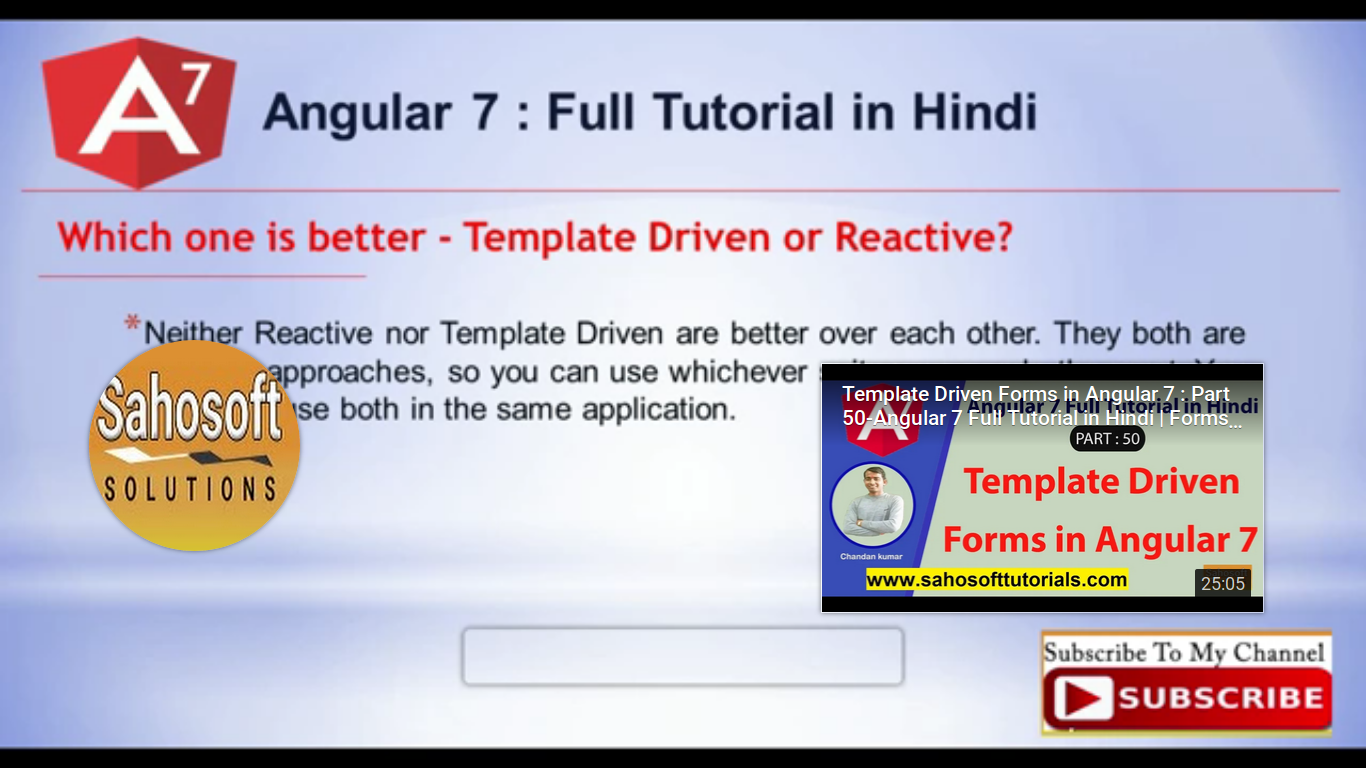 A7
Angular 7 : Full Tutorial in Hindi
Which one is better - Template Driven or Reactive?
*Neither Reactive nor Template Driven are better over each other. They both are
approaches, so you can use whichever
use both in the same application.
Sahosoft
SOLUTIONS
Template Driven Forms in Angular 7 : Part
50-Angular 7 Full Tutorial in Hindi | Forms...
Angular 7 Full Tutorial in Hindi
PART : 50
Template Driven
Forms in Angular 7
Chandan kumar
www.sahosofttutorials.com
25:05
Subscribe To My Channel
SUBSCRIBE